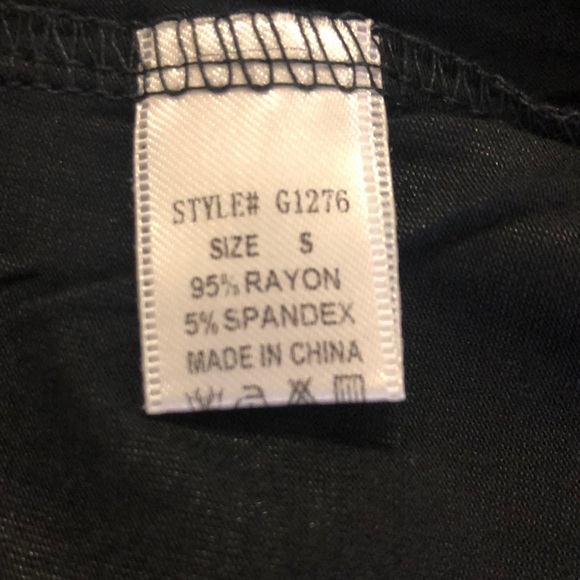 STYLE# G1276
SIZE S
95% RAYON
5% SPANDEX
MADE IN CHINA